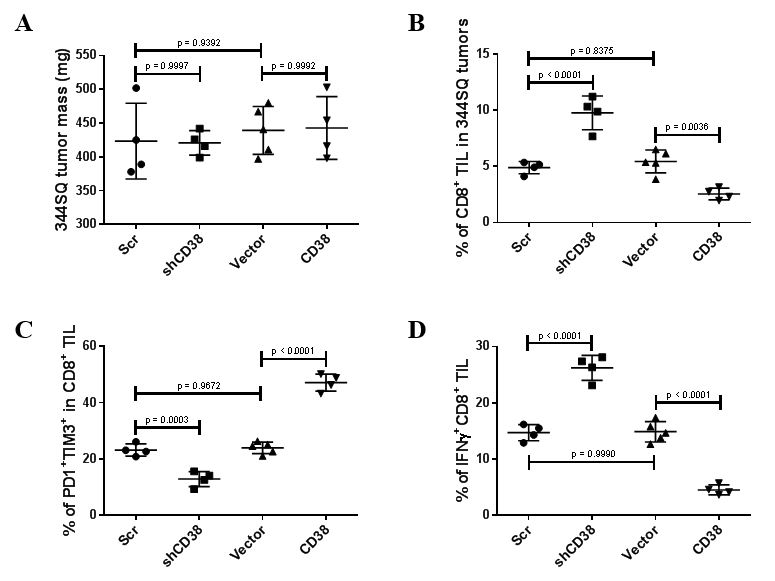 A
344SQ tumor mass (mg)
550
500
450
400
350
300
p = 0.9392
p = 0.9997
p = 0.9992
Scr
shCD38
Vector
CD38
B
% of CD8⁺ TIL in 344SQ tumors
15
10
5
0
p = 0.8375
p < 0.0001
p = 0.0036
Scr
shCD38
Vector
CD38
C
% of PD1⁺TIM3⁺ in CD8⁺ TIL
60
40
20
0
p < 0.0001
p = 0.9672
p = 0.0003
Scr
shCD38
Vector
CD38
D
% of IFNγ⁺CD8⁺ TIL
30
20
10
0
p < 0.0001
p < 0.0001
p = 0.9990
Scr
shCD38
Vector
CD38